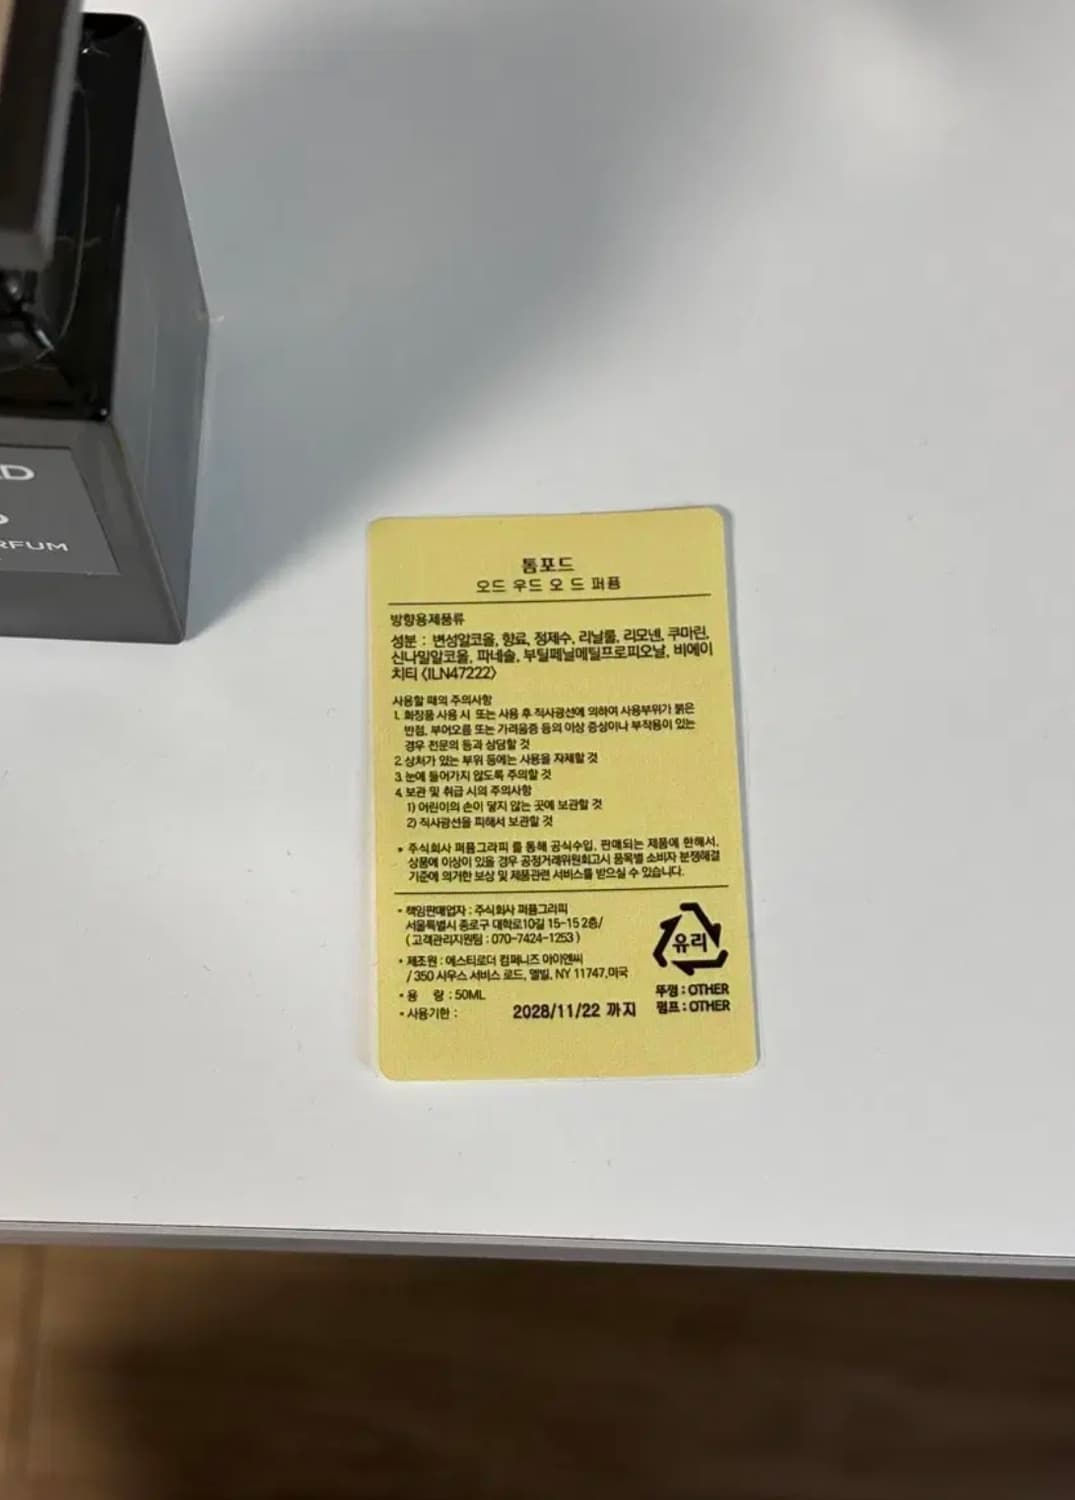 RFUM
톰포드
오드 우드 오 드 퍼퓸
방향용제품류
성분 : 변성알코올, 향료, 정제수, 리날룰, 리모넨, 쿠마린,
신나밀알코올, 파네솔, 부틸페닐메틸프로피오날, 비에이
치티 <ILN47222>
사용할 때의 주의사항
1. 화장품 사용 시 또는 사용 후 직사광선에 의하여 사용부위가 붉은
반점, 부어오름 또는 가려움증 등의 이상 증상이나 부작용이 있는
경우 전문의 등과 상담할 것
2. 상처가 있는 부위 등에는 사용을 자제할 것
3. 눈에 들어가지 않도록 주의할 것
4. 보관 및 취급 시의 주의사항
1) 어린이의 손이 닿지 않는 곳에 보관할 것
2) 직사광선을 피해서 보관할 것
* 주식회사 퍼퓸그라피 를 통해 공식수입, 판매되는 제품에 한해서,
상품에 이상이 있을 경우 공정거래위원회고시 품목별 소비자 분쟁해결
기준에 의거한 보상 및 제품관련 서비스를 받으실 수 있습니다.
• 책임판매업자 : 주식회사 퍼퓸그라피
서울특별시 종로구 대학로10길 15-15 2층/
( 고객관리지원팀 : 070-7424-1253 )
• 제조원 : 에스티로더 컴퍼니즈 아이엔씨
/ 350 사우스 서비스 로드, 멜빌, NY 11747,미국
• 용 량 : 50ML
• 사용기한 : 2028/11/22 까지
유리
뚜껑 : OTHER
펌프 : OTHER